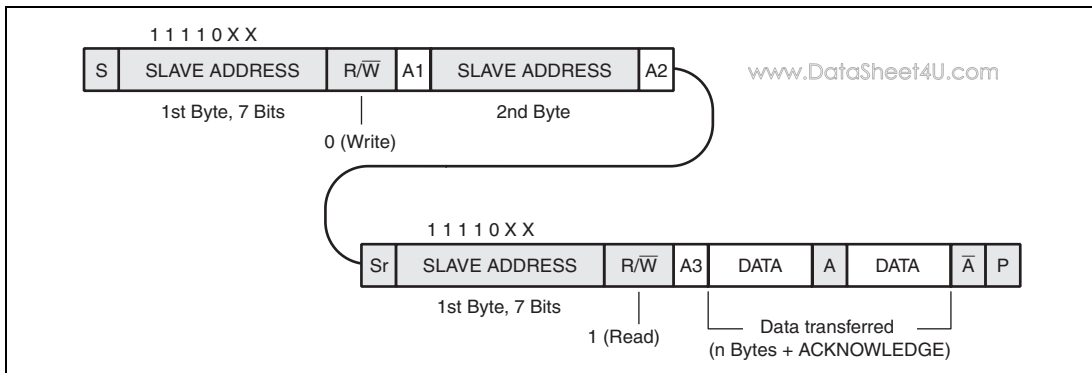 1 1 1 1 0 X X
S SLAVE ADDRESS R/W̅ A1 SLAVE ADDRESS A2
www.DataSheet4U.com
1st Byte, 7 Bits 2nd Byte
0 (Write)
1 1 1 1 0 X X
Sr SLAVE ADDRESS R/W̅ A3 DATA A DATA A̅ P
1st Byte, 7 Bits
1 (Read)
Data transferred
(n Bytes + ACKNOWLEDGE)